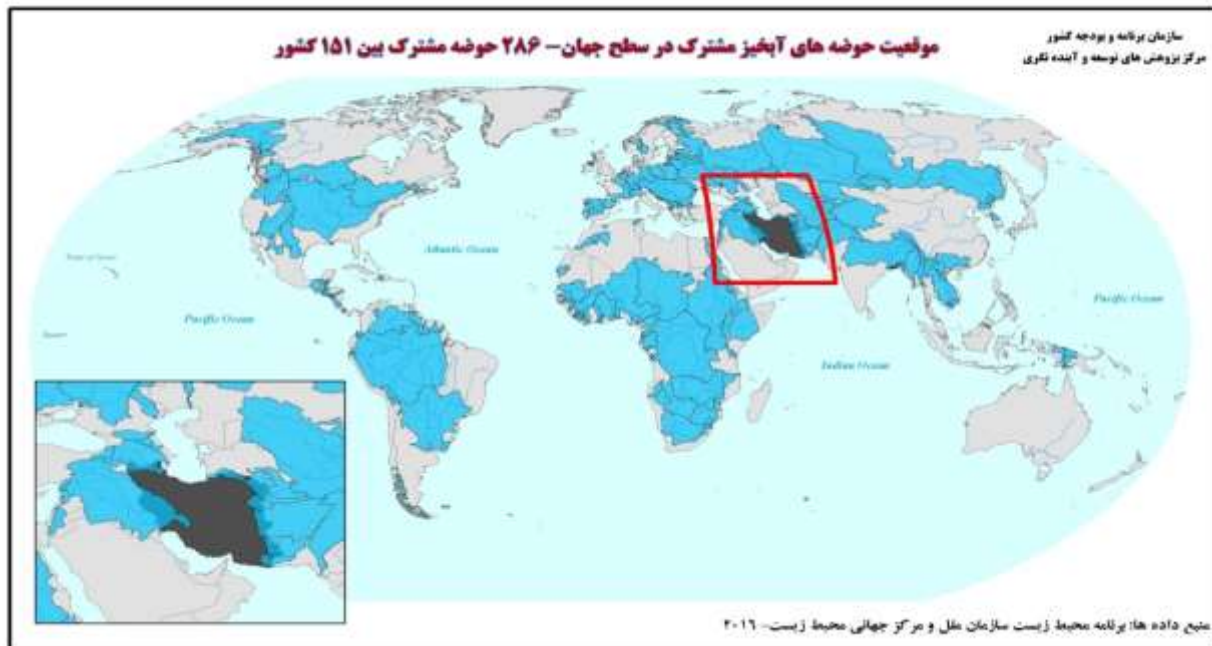 سازمان برنامه و بودجه کشور
مرکز پژوهش های توسعه و آینده نگری
موقعیت حوضه های آبخیز مشترک در سطح جهان- ۲۸۶ حوضه مشترک بین ۱۵۱ کشور
Atlantic Ocean
Pacific Ocean
Pacific Ocean
Indian Ocean
منبع داده ها: برنامه محیط زیست سازمان ملل و مرکز جهانی محیط زیست- ۲۰۱۶